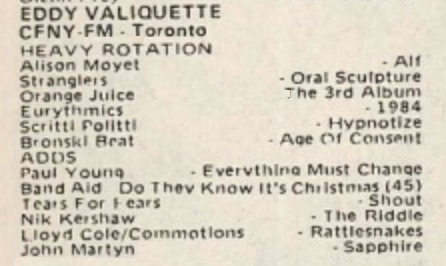 EDDY VALIQUETTE
CFNY-FM - Toronto
HEAVY ROTATION
Alison Moyet - Alf
Stranglers - Oral Sculpture
Orange Juice The 3rd Album
Eurythmics - 1984
Scritti Politti - Hypnotize
Bronski Beat - Age Of Consent
ADDS
Paul Young - Everything Must Change
Band Aid Do They Know It's Christmas (45)
Tears For Fears - Shout
Nik Kershaw - The Riddle
Lloyd Cole/Commotions - Rattlesnakes
John Martyn - Sapphire